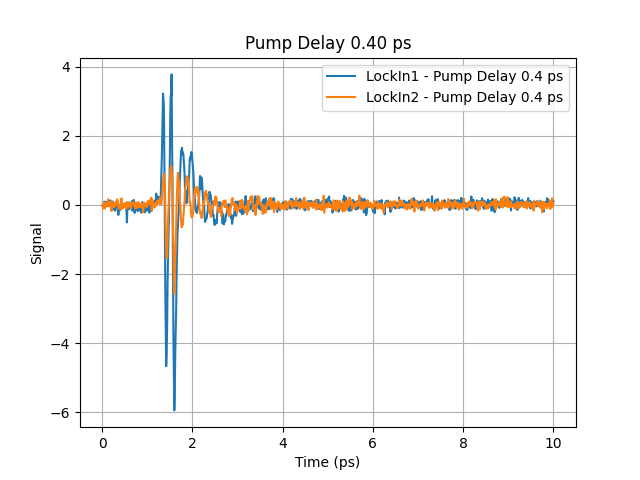 Pump Delay 0.40 ps
LockIn1 - Pump Delay 0.4 ps
LockIn2 - Pump Delay 0.4 ps
4
2
0
−2
−4
−6
Signal
0 2 4 6 8 10
Time (ps)